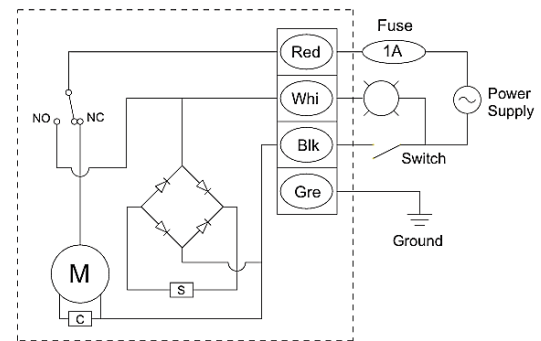 Fuse
Red
1A
Whi
Power
Supply
NO
NC
Blk
Switch
Gre
Ground
M
S
C